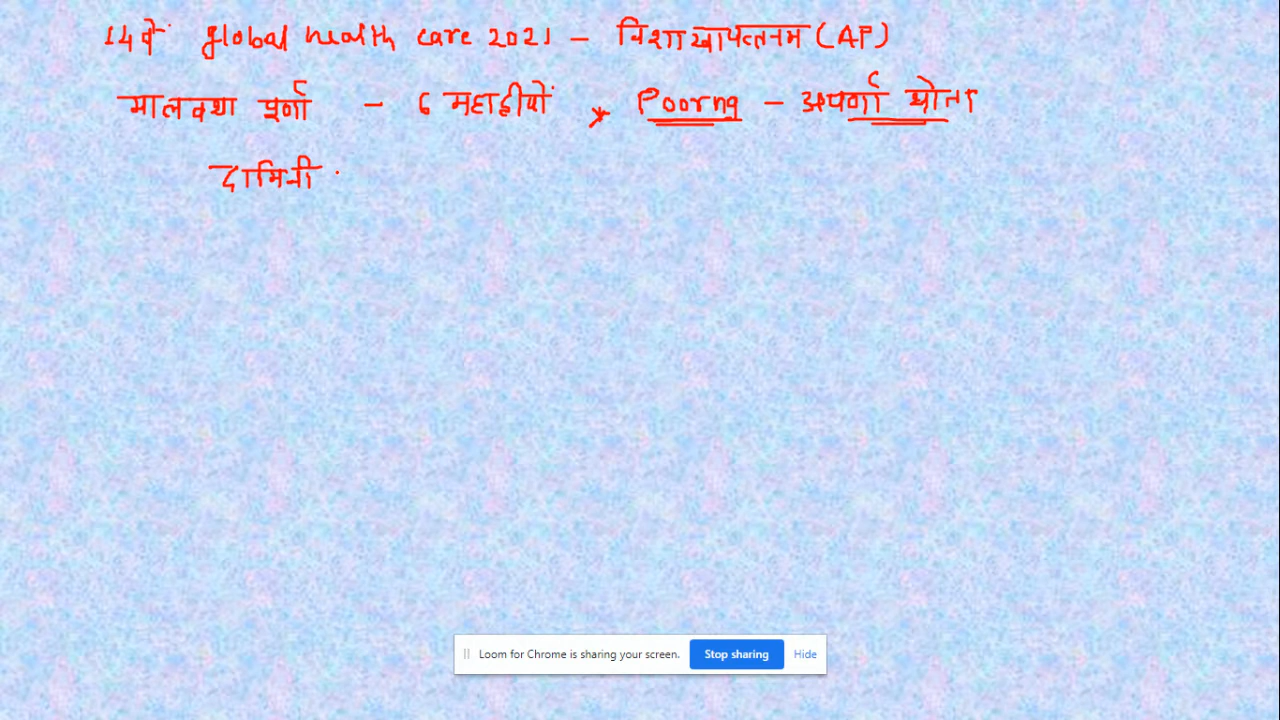 14वें global health care 2021 - विशाखापत्तनम (AP)
मालवथा पूर्णा - 6 महाद्वीपों * Poorna - अपर्णा थोता
दामिनी
Loom for Chrome is sharing your screen. Stop sharing Hide